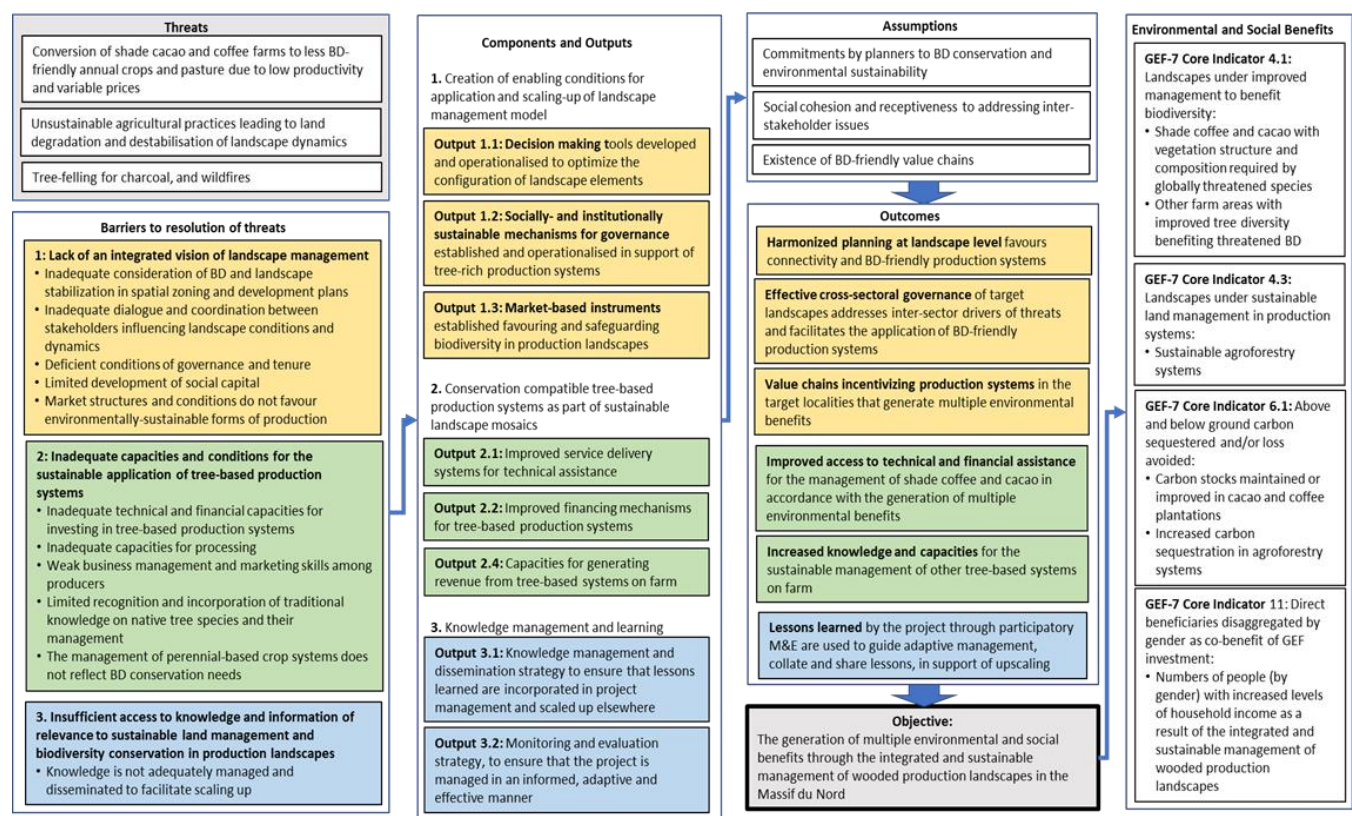 Threats
Conversion of shade cacao and coffee farms to less BD-
friendly annual crops and pasture due to low productivity
and variable prices
Unsustainable agricultural practices leading to land
degradation and destabilisation of landscape dynamics
Tree-felling for charcoal, and wildfires
Barriers to resolution of threats
1: Lack of an integrated vision of landscape management
• Inadequate consideration of BD and landscape
stabilization in spatial zoning and development plans
• Inadequate dialogue and coordination between
stakeholders influencing landscape conditions and
dynamics
• Deficient conditions of governance and tenure
• Limited development of social capital
• Market structures and conditions do not favour
environmentally-sustainable forms of production
2: Inadequate capacities and conditions for the
sustainable application of tree-based production
systems
• Inadequate technical and financial capacities for
investing in tree-based production systems
• Inadequate capacities for processing
• Weak business management and marketing skills among
producers
• Limited recognition and incorporation of traditional
knowledge on native tree species and their
management
• The management of perennial-based crop systems does
not reflect BD conservation needs
3. Insufficient access to knowledge and information of
relevance to sustainable land management and
biodiversity conservation in production landscapes
• Knowledge is not adequately managed and
disseminated to facilitate scaling up
Components and Outputs
1. Creation of enabling conditions for
application and scaling-up of landscape
management model
Output 1.1: Decision making tools developed
and operationalised to optimize the
configuration of landscape elements
Output 1.2: Socially- and institutionally
sustainable mechanisms for governance
established and operationalised in support of
tree-rich production systems
Output 1.3: Market-based instruments
established favouring and safeguarding
biodiversity in production landscapes
2. Conservation compatible tree-based
production systems as part of sustainable
landscape mosaics
Output 2.1: Improved service delivery
systems for technical assistance
Output 2.2: Improved financing mechanisms
for tree-based production systems
Output 2.4: Capacities for generating
revenue from tree-based systems on farm
3. Knowledge management and learning
Output 3.1: Knowledge management and
dissemination strategy to ensure that lessons
learned are incorporated in project
management and scaled up elsewhere
Output 3.2: Monitoring and evaluation
strategy, to ensure that the project is
managed in an informed, adaptive and
effective manner
Assumptions
Commitments by planners to BD conservation and
environmental sustainability
Social cohesion and receptiveness to addressing inter-
stakeholder issues
Existence of BD-friendly value chains
Outcomes
Harmonized planning at landscape level favours
connectivity and BD-friendly production systems
Effective cross-sectoral governance of target
landscapes addresses inter-sector drivers of threats
and facilitates the application of BD-friendly
production systems
Value chains incentivizing production systems in the
target localities that generate multiple environmental
benefits
Improved access to technical and financial assistance
for the management of shade coffee and cacao in
accordance with the generation of multiple
environmental benefits
Increased knowledge and capacities for the
sustainable management of other tree-based systems
on farm
Lessons learned by the project through participatory
M&E are used to guide adaptive management,
collate and share lessons, in support of upscaling
Objective:
The generation of multiple environmental and social
benefits through the integrated and sustainable
management of wooded production landscapes in the
Massif du Nord
Environmental and Social Benefits
GEF-7 Core Indicator 4.1:
Landscapes under improved
management to benefit
biodiversity:
• Shade coffee and cacao with
vegetation structure and
composition required by
globally threatened species
• Other farm areas with
improved tree diversity
benefiting threatened BD
GEF-7 Core Indicator 4.3:
Landscapes under sustainable
land management in production
systems:
• Sustainable agroforestry
systems
GEF-7 Core Indicator 6.1: Above
and below ground carbon
sequestered and/or loss
avoided:
• Carbon stocks maintained or
improved in cacao and coffee
plantations
• Increased carbon
sequestration in agroforestry
systems
GEF-7 Core Indicator 11: Direct
beneficiaries disaggregated by
gender as co-benefit of GEF
investment:
• Numbers of people (by
gender) with increased levels
of household income as a
result of the integrated and
sustainable management of
wooded production
landscapes